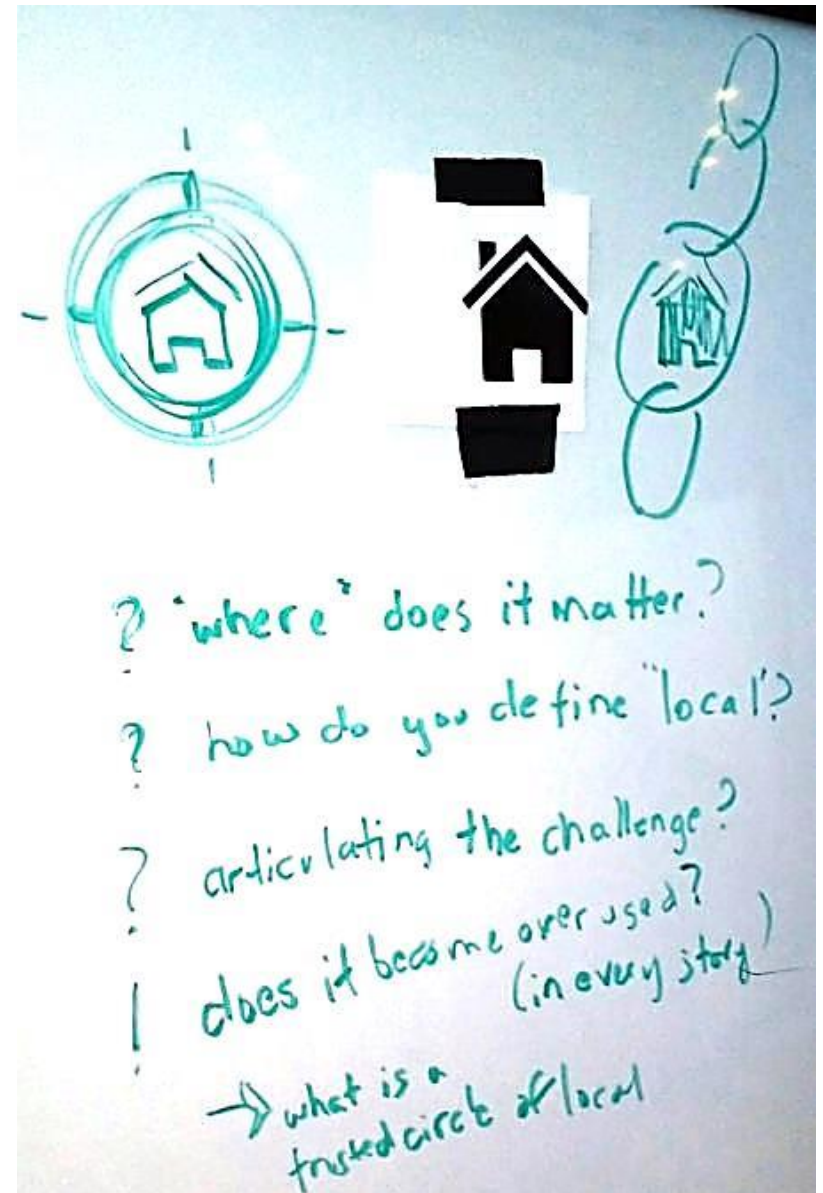 ? "where" does it matter?
? how do you define "local"?
? articulating the challenge?
! does it become over used?
(in every story)
→ what is a
trusted circle of local